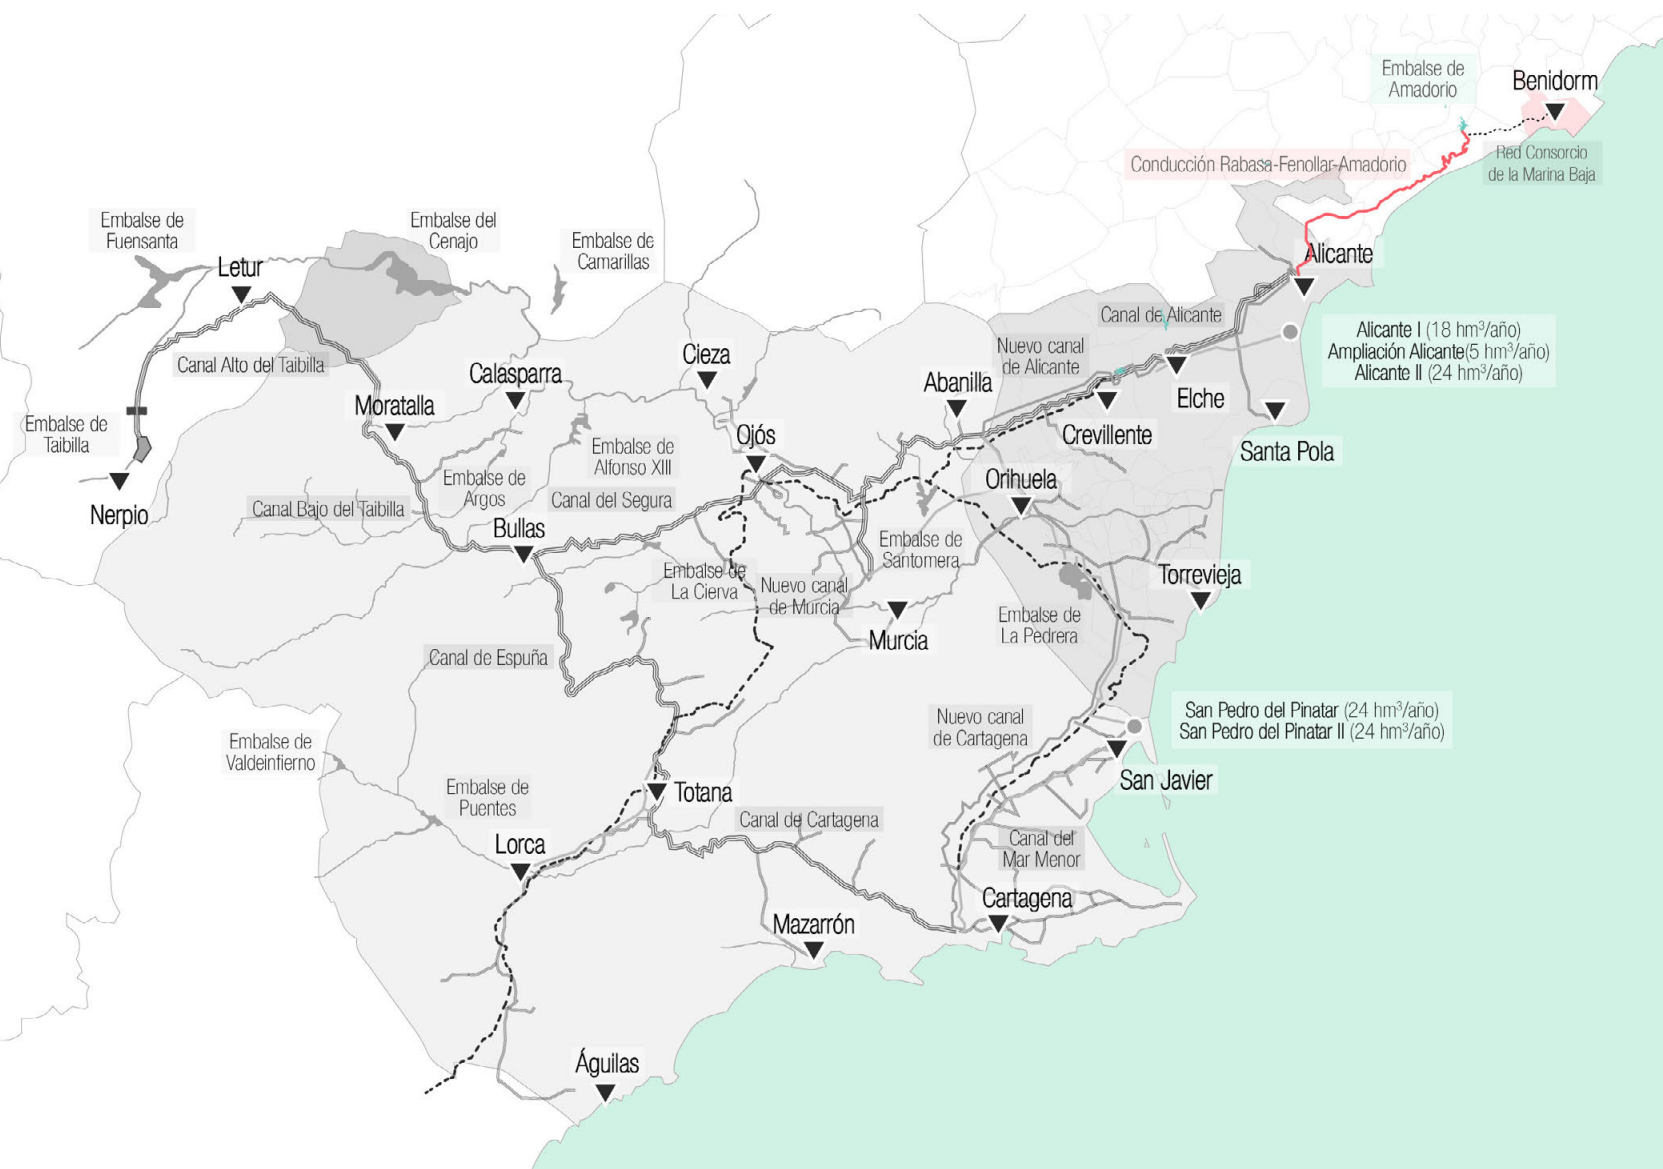 Embalse de
Amadorio
Benidorm
Conducción Rabasa-Fenollar-Amadorio
Red Consorcio
de la Marina Baja
Embalse de
Fuensanta
Embalse del
Cenajo
Embalse de
Camarillas
Letur
Alicante
Canal de Alicante
Alicante I (18 hm³/año)
Ampliación Alicante(5 hm³/año)
Alicante II (24 hm³/año)
Nuevo canal
de Alicante
Canal Alto del Taibilla
Cieza
Calasparra
Abanilla
Elche
Moratalla
Crevillente
Santa Pola
Embalse de
Taibilla
Ojós
Embalse de
Alfonso XIII
Embalse de
Argos
Orihuela
Canal del Segura
Canal Bajo del Taibilla
Nerpio
Bullas
Embalse de
Santomera
Embalse de
La Cierva
Nuevo canal
de Murcia
Torrevieja
Embalse de
La Pedrera
Murcia
Canal de Espuña
San Pedro del Pinatar (24 hm³/año)
San Pedro del Pinatar II (24 hm³/año)
Nuevo canal
de Cartagena
Embalse de
Valdeinfierno
San Javier
Embalse de
Puentes
Totana
Canal de Cartagena
Lorca
Canal del
Mar Menor
Cartagena
Mazarrón
Águilas